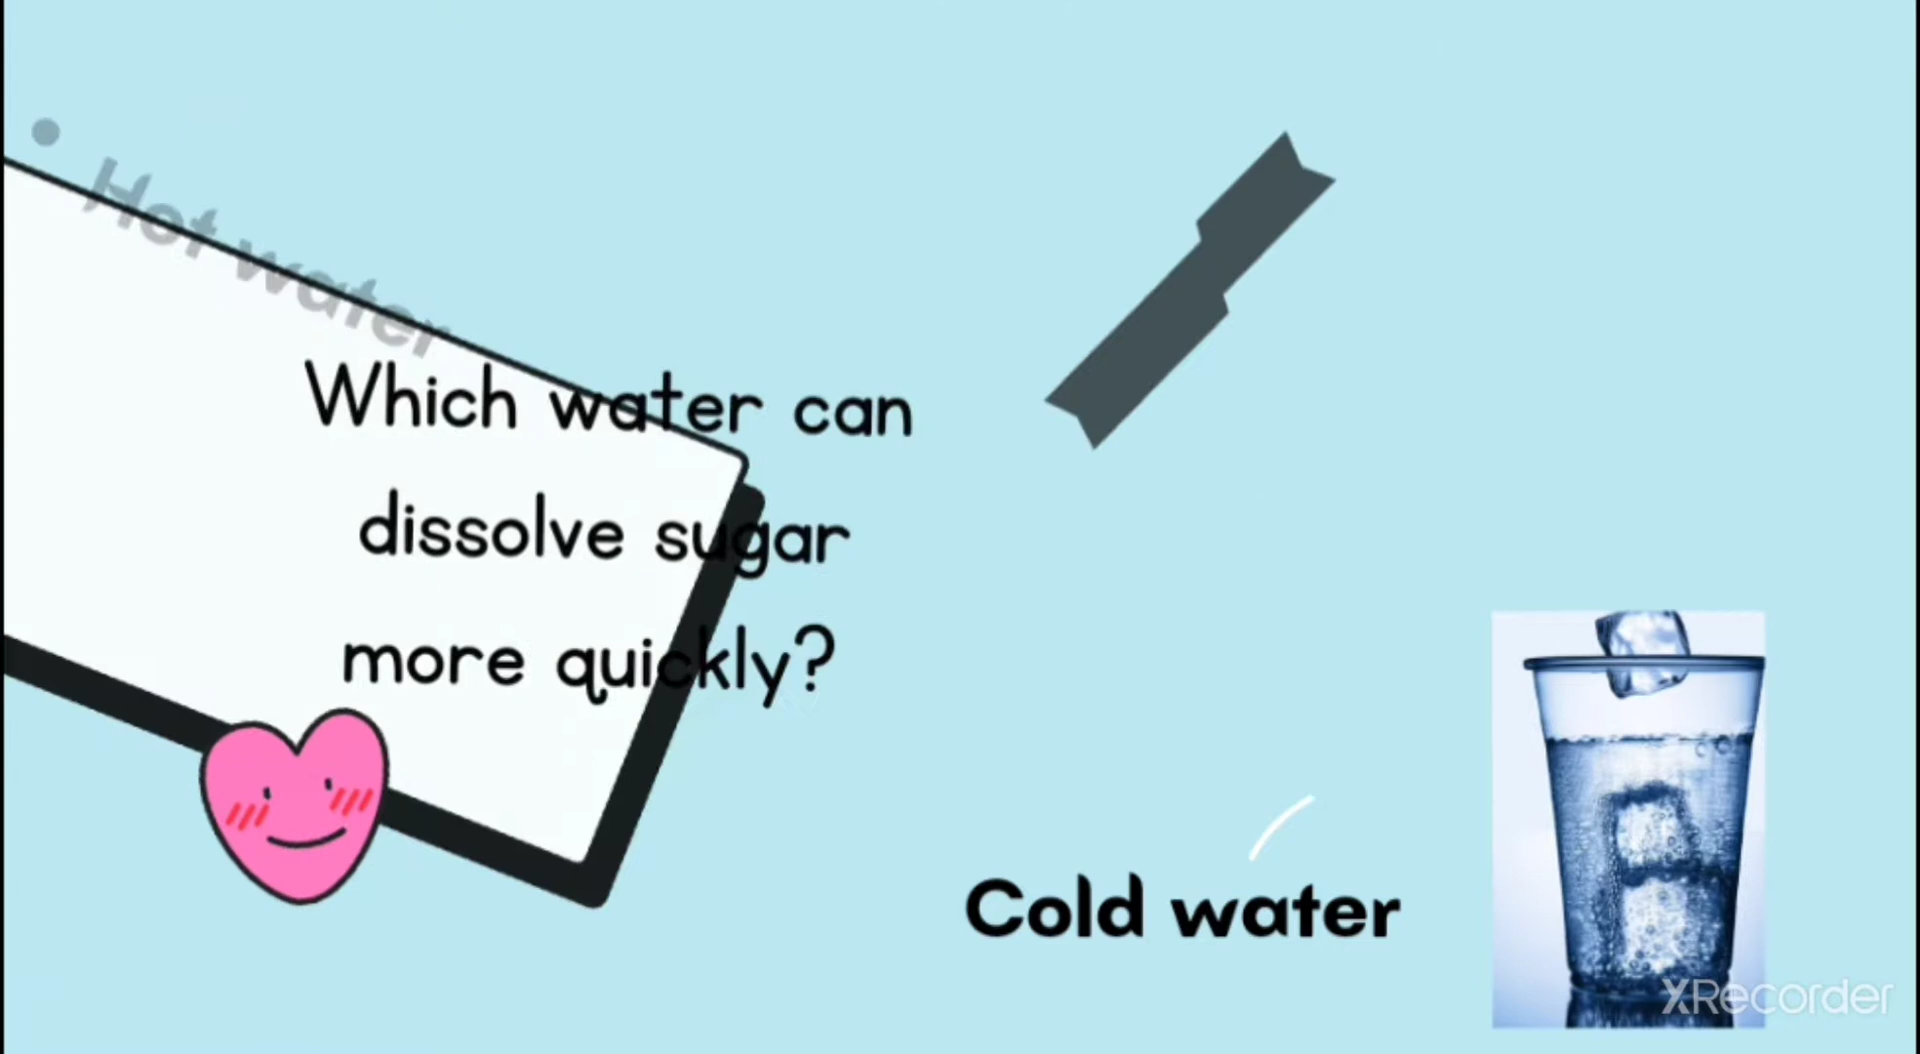 • Hot water
Which water can
dissolve sugar
more quickly?
Cold water
XRecorder